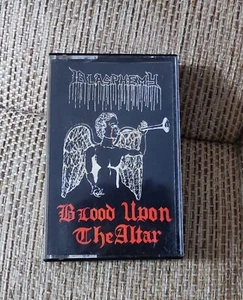 Blasphemy
Blood Upon
The Altar